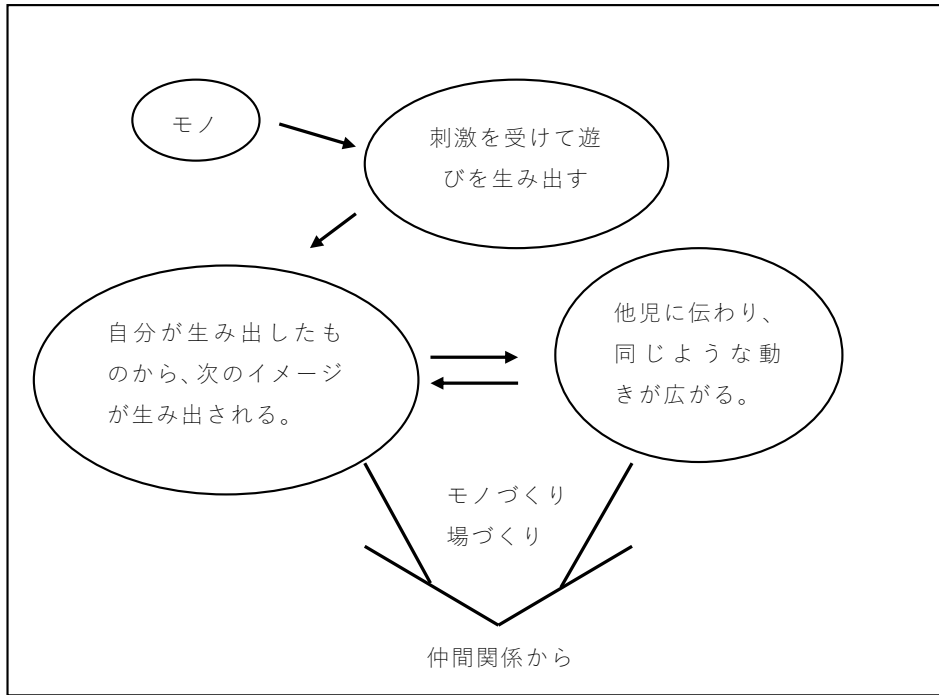 モノ
刺激を受けて遊
びを生み出す
自分が生み出したも
のから、次のイメージ
が生み出される。
他児に伝わり、
同じような動
きが広がる。
モノづくり
場づくり
仲間関係から